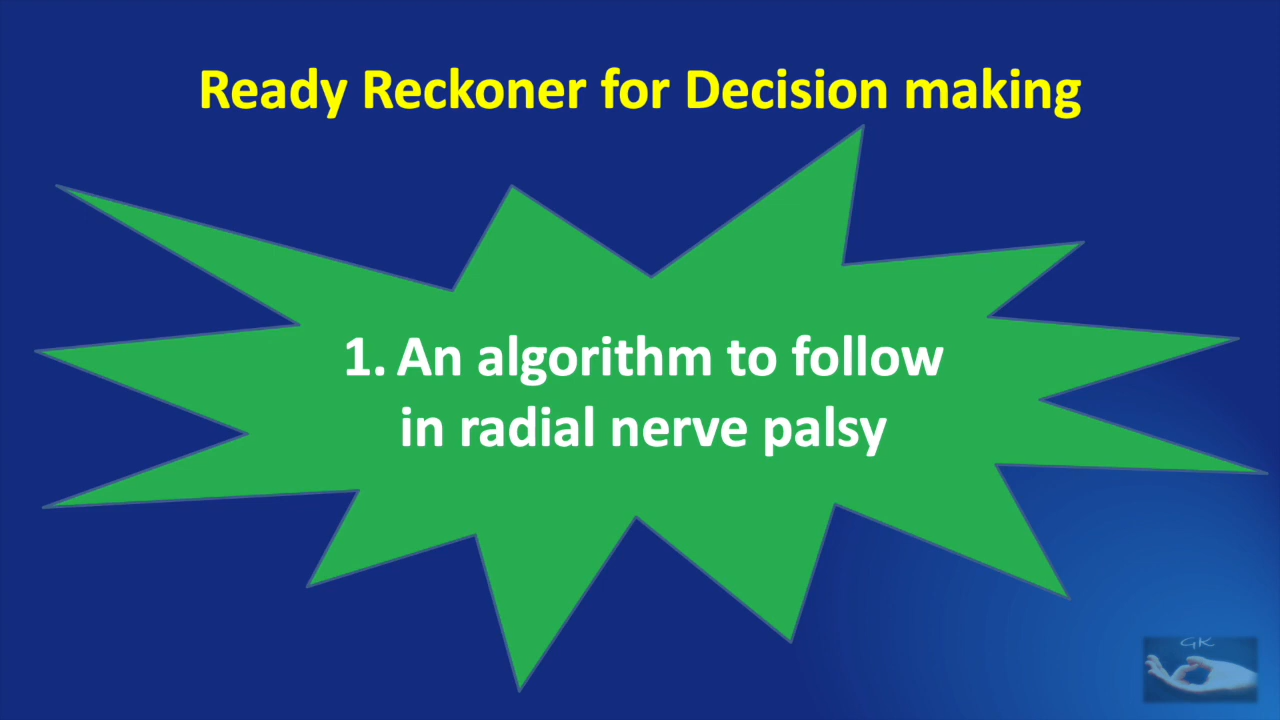 Ready Reckoner for Decision making
1. An algorithm to follow
in radial nerve palsy
GK